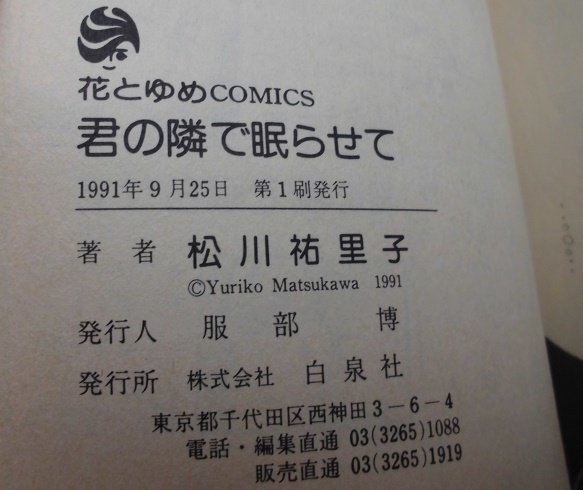 花とゆめCOMICS
君の隣で眠らせて
1991年9月25日　第1刷発行
著者　松川祐里子
©Yuriko Matsukawa 1991
発行人　服部　博
発行所　株式会社　白泉社
東京都千代田区西神田3-6-4
電話・編集直通 03(3265)1088
販売直通 03(3265)1919